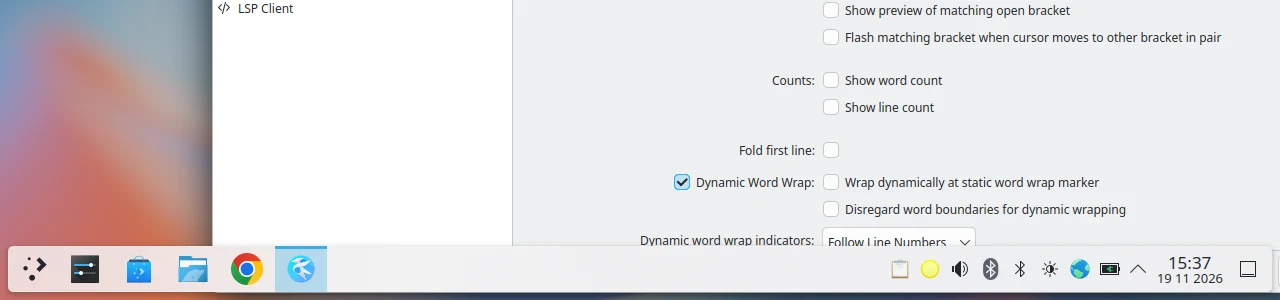 LSP Client
Show preview of matching open bracket
Flash matching bracket when cursor moves to other bracket in pair
Counts: Show word count
Show line count
Fold first line:
Dynamic Word Wrap: Wrap dynamically at static word wrap marker
Disregard word boundaries for dynamic wrapping
Dynamic word wrap indicators: Follow Line Numbers
15:37
19 11 2026